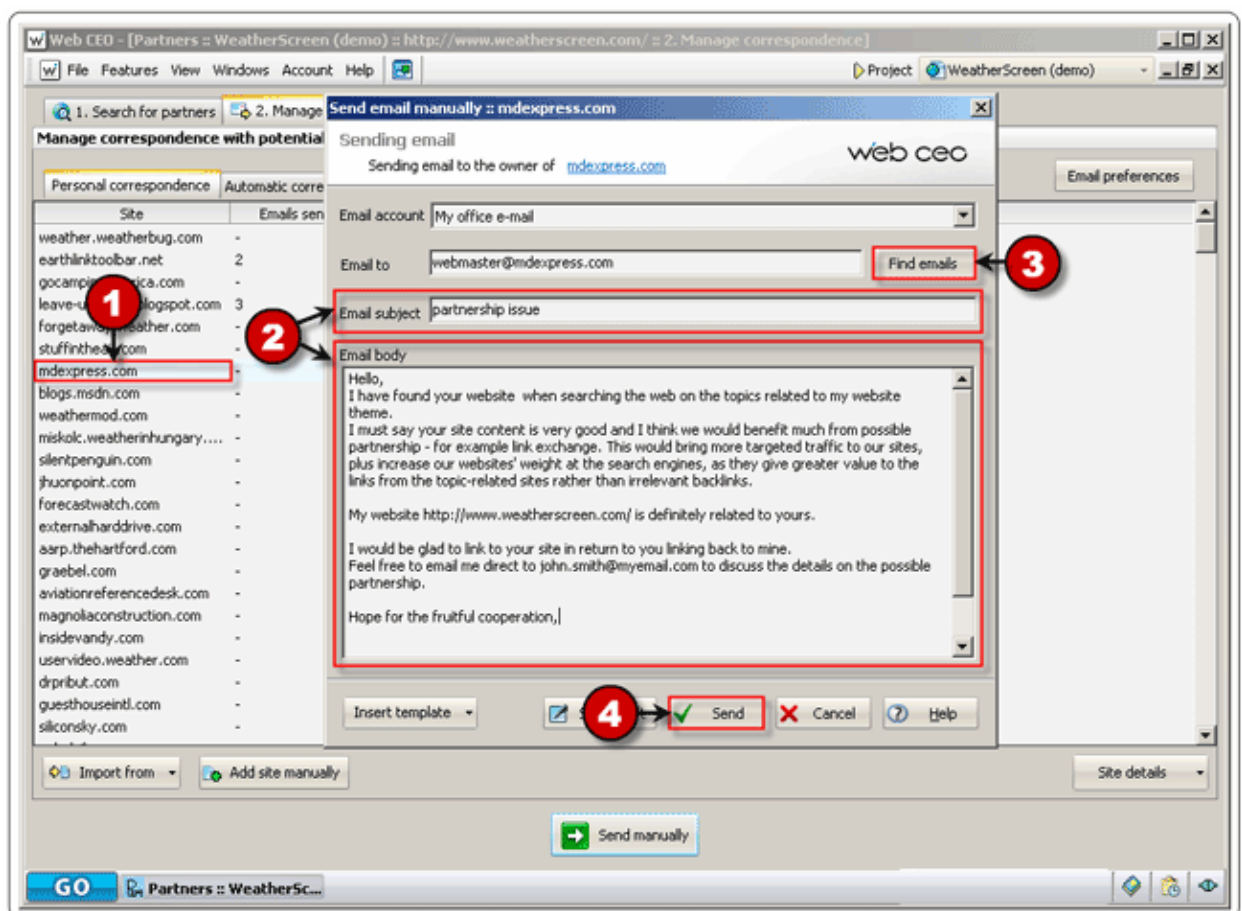 Web CEO - [Partners :: WeatherScreen (demo) :: http://www.weatherscreen.com/ :: 2. Manage correspondence]
File Features View Windows Account Help Project WeatherScreen (demo)
1. Search for partners 2. Manage
Manage correspondence with potential
Email preferences
Personal correspondence Automatic corre
Site Emails sen
weather.weatherbug.com -
earthlinktoolbar.net 2
gocampin ica.com -
leave-u logspot.com 3
forgetaw eather.com -
stuffinthea com -
mdexpress.com -
blogs.msdn.com -
weathermod.com -
miskolc.weatherinhungary.... -
silentpenguin.com -
jhuonpoint.com -
forecastwatch.com -
externalharddrive.com -
aarp.thehartford.com -
graebel.com -
aviationreferencedesk.com -
magnoliaconstruction.com -
insidevandy.com -
uservideo.weather.com -
drpribut.com -
guesthouseintl.com -
siliconsky.com -
Send email manually :: mdexpress.com
Sending email
web ceo
Sending email to the owner of mdexpress.com
Email account My office e-mail
Email to webmaster@mdexpress.com Find emails
Email subject partnership issue
Email body
Hello,
I have found your website when searching the web on the topics related to my website
theme.
I must say your site content is very good and I think we would benefit much from possible
partnership - for example link exchange. This would bring more targeted traffic to our sites,
plus increase our websites' weight at the search engines, as they give greater value to the
links from the topic-related sites rather than irrelevant backlinks.
My website http://www.weatherscreen.com/ is definitely related to yours.
I would be glad to link to your site in return to you linking back to mine.
Feel free to email me direct to john.smith@myemail.com to discuss the details on the possible
partnership.
Hope for the fruitful cooperation,
Insert template Send Cancel Help
1
2
3
4
Import from Add site manually Site details
Send manually
GO Partners :: WeatherSc...